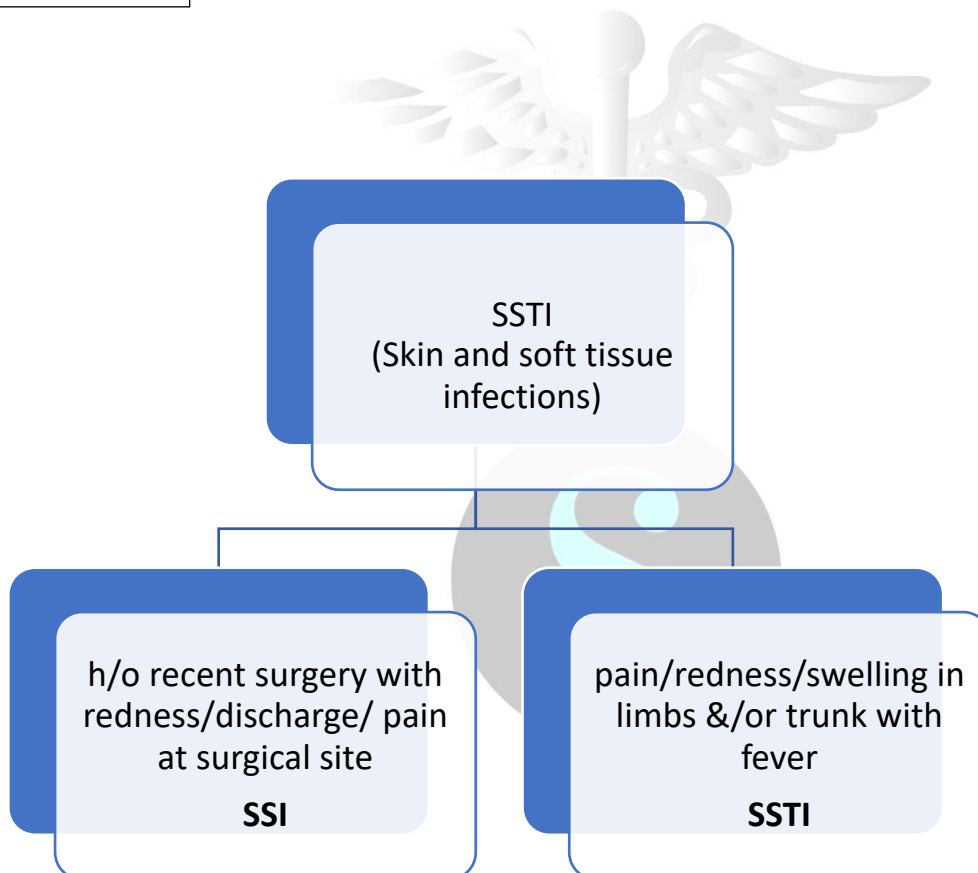 SSTI
(Skin and soft tissue
infections)
h/o recent surgery with
redness/discharge/ pain
at surgical site
SSI
pain/redness/swelling in
limbs &/or trunk with
fever
SSTI